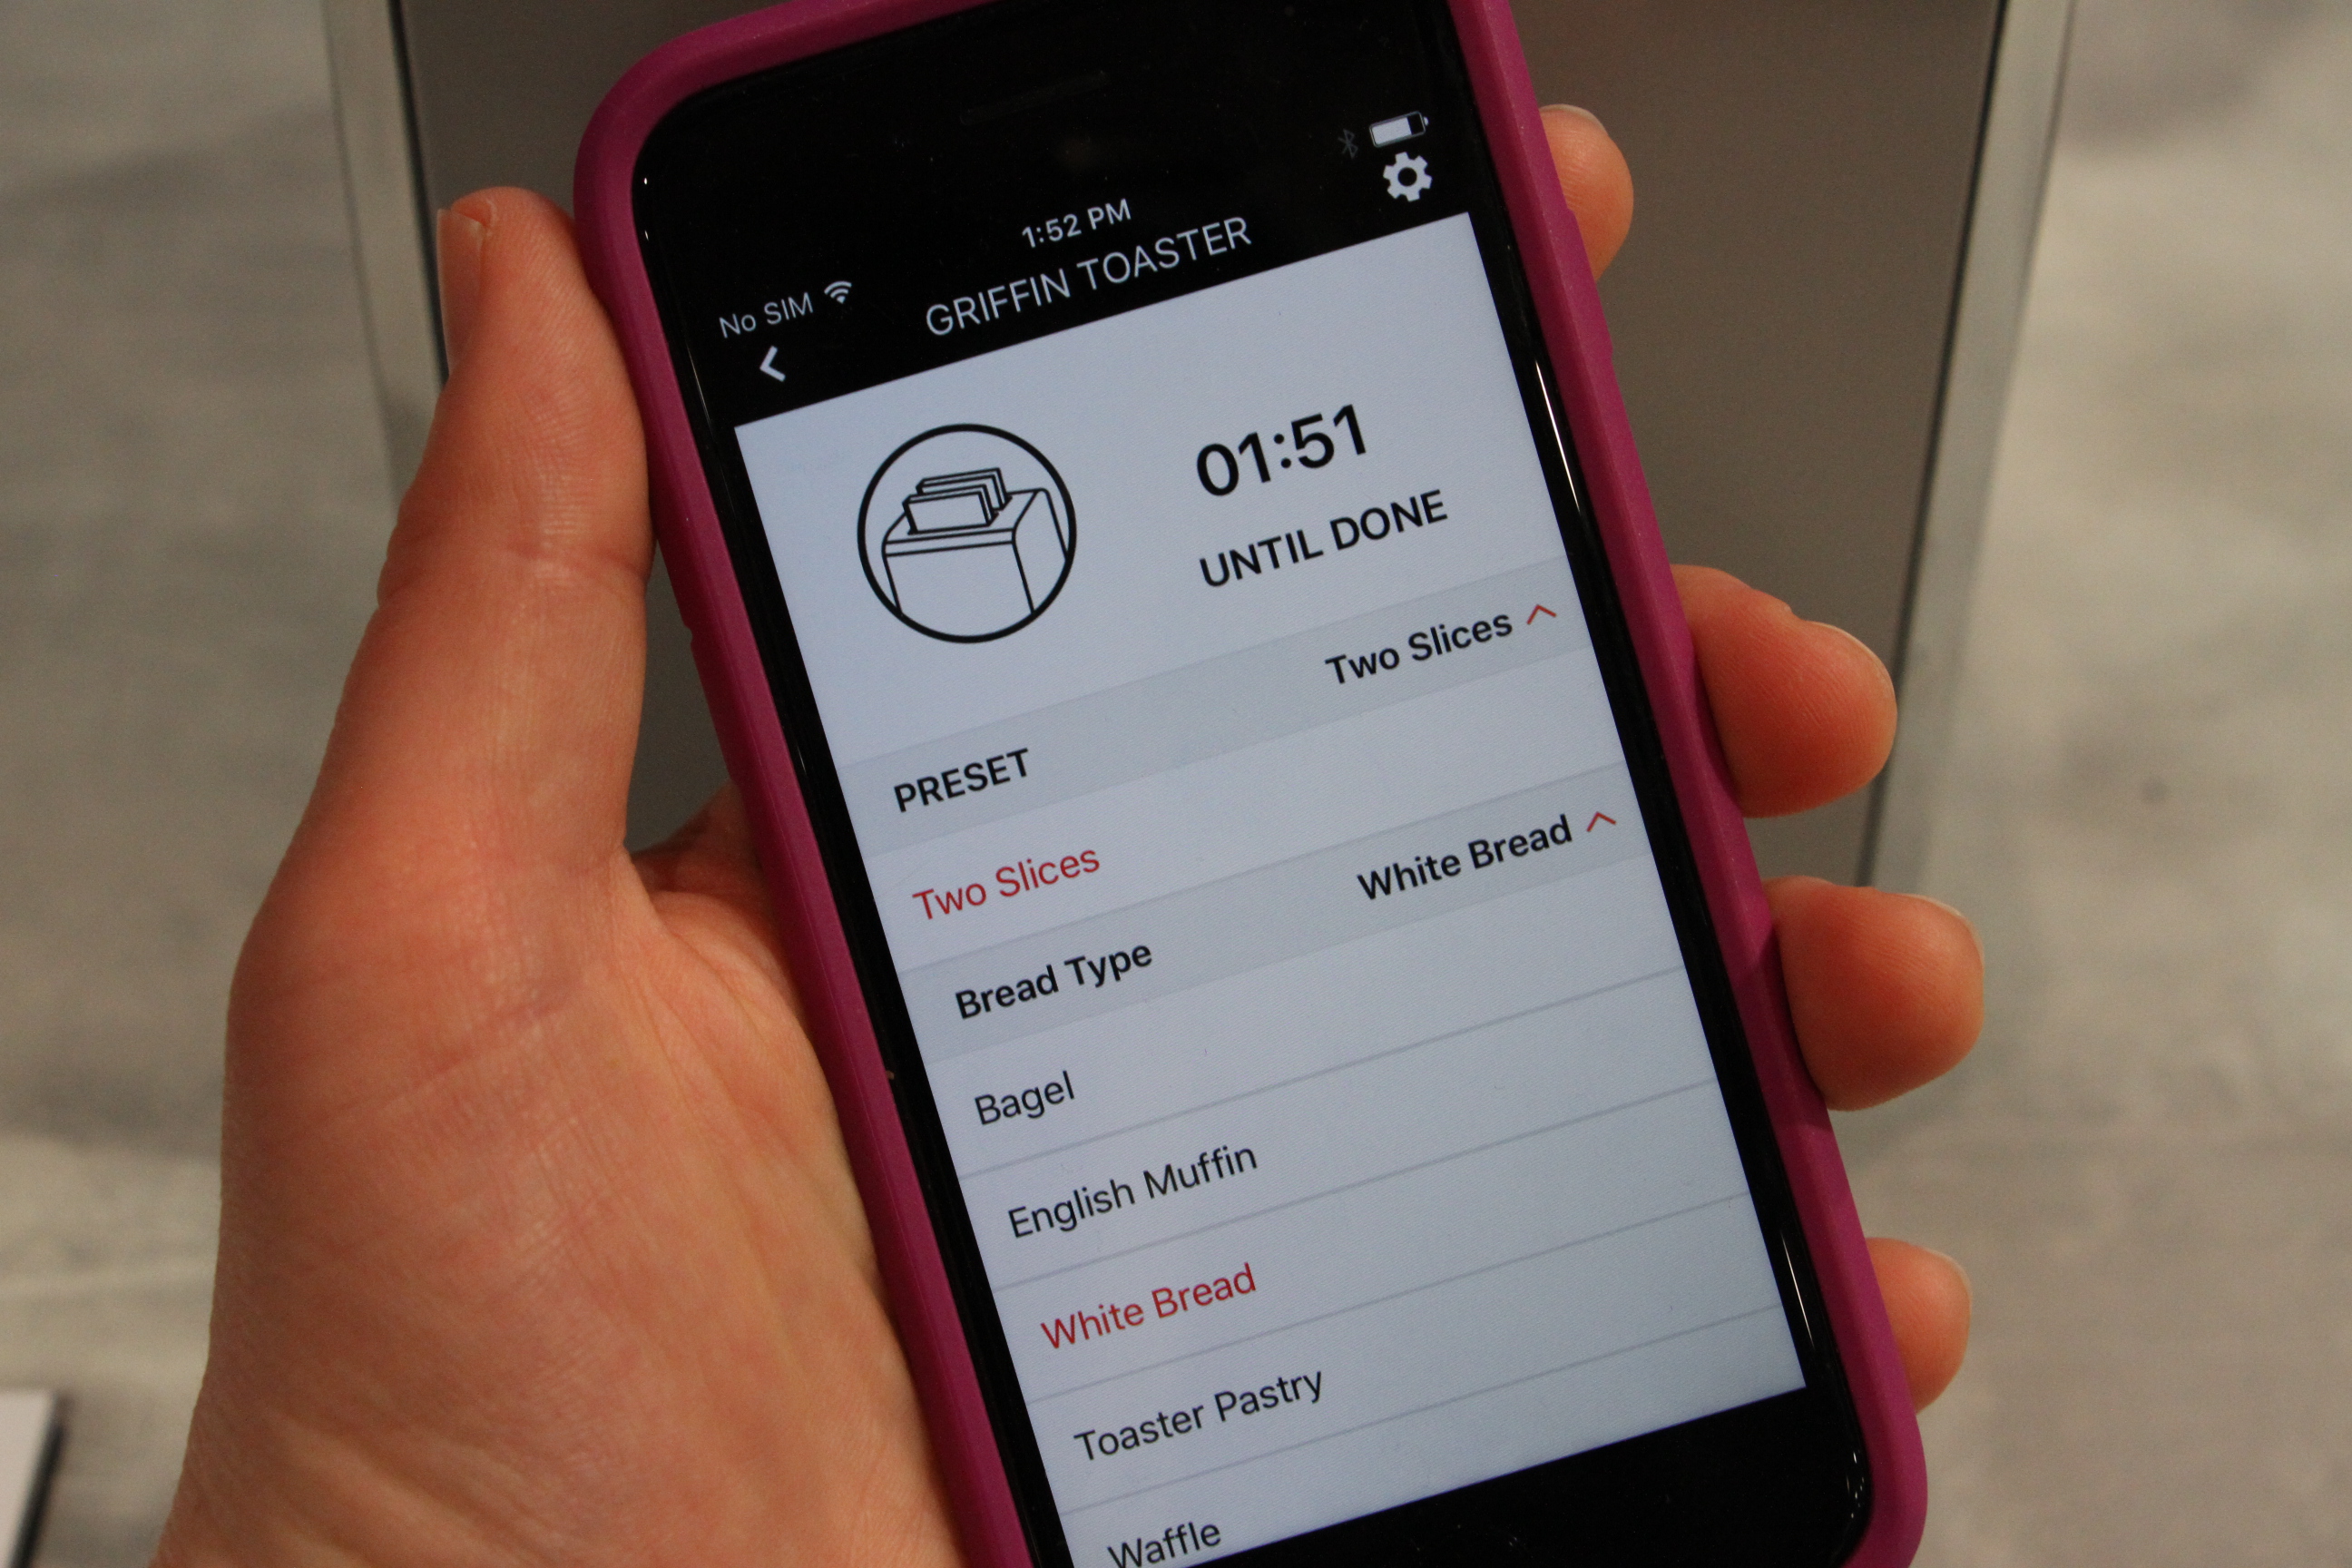 1:52 PM
No SIM
GRIFFIN TOASTER
01:51
UNTIL DONE
PRESET Two Slices
Two Slices
Bread Type White Bread
Bagel
English Muffin
White Bread
Toaster Pastry
Waffle